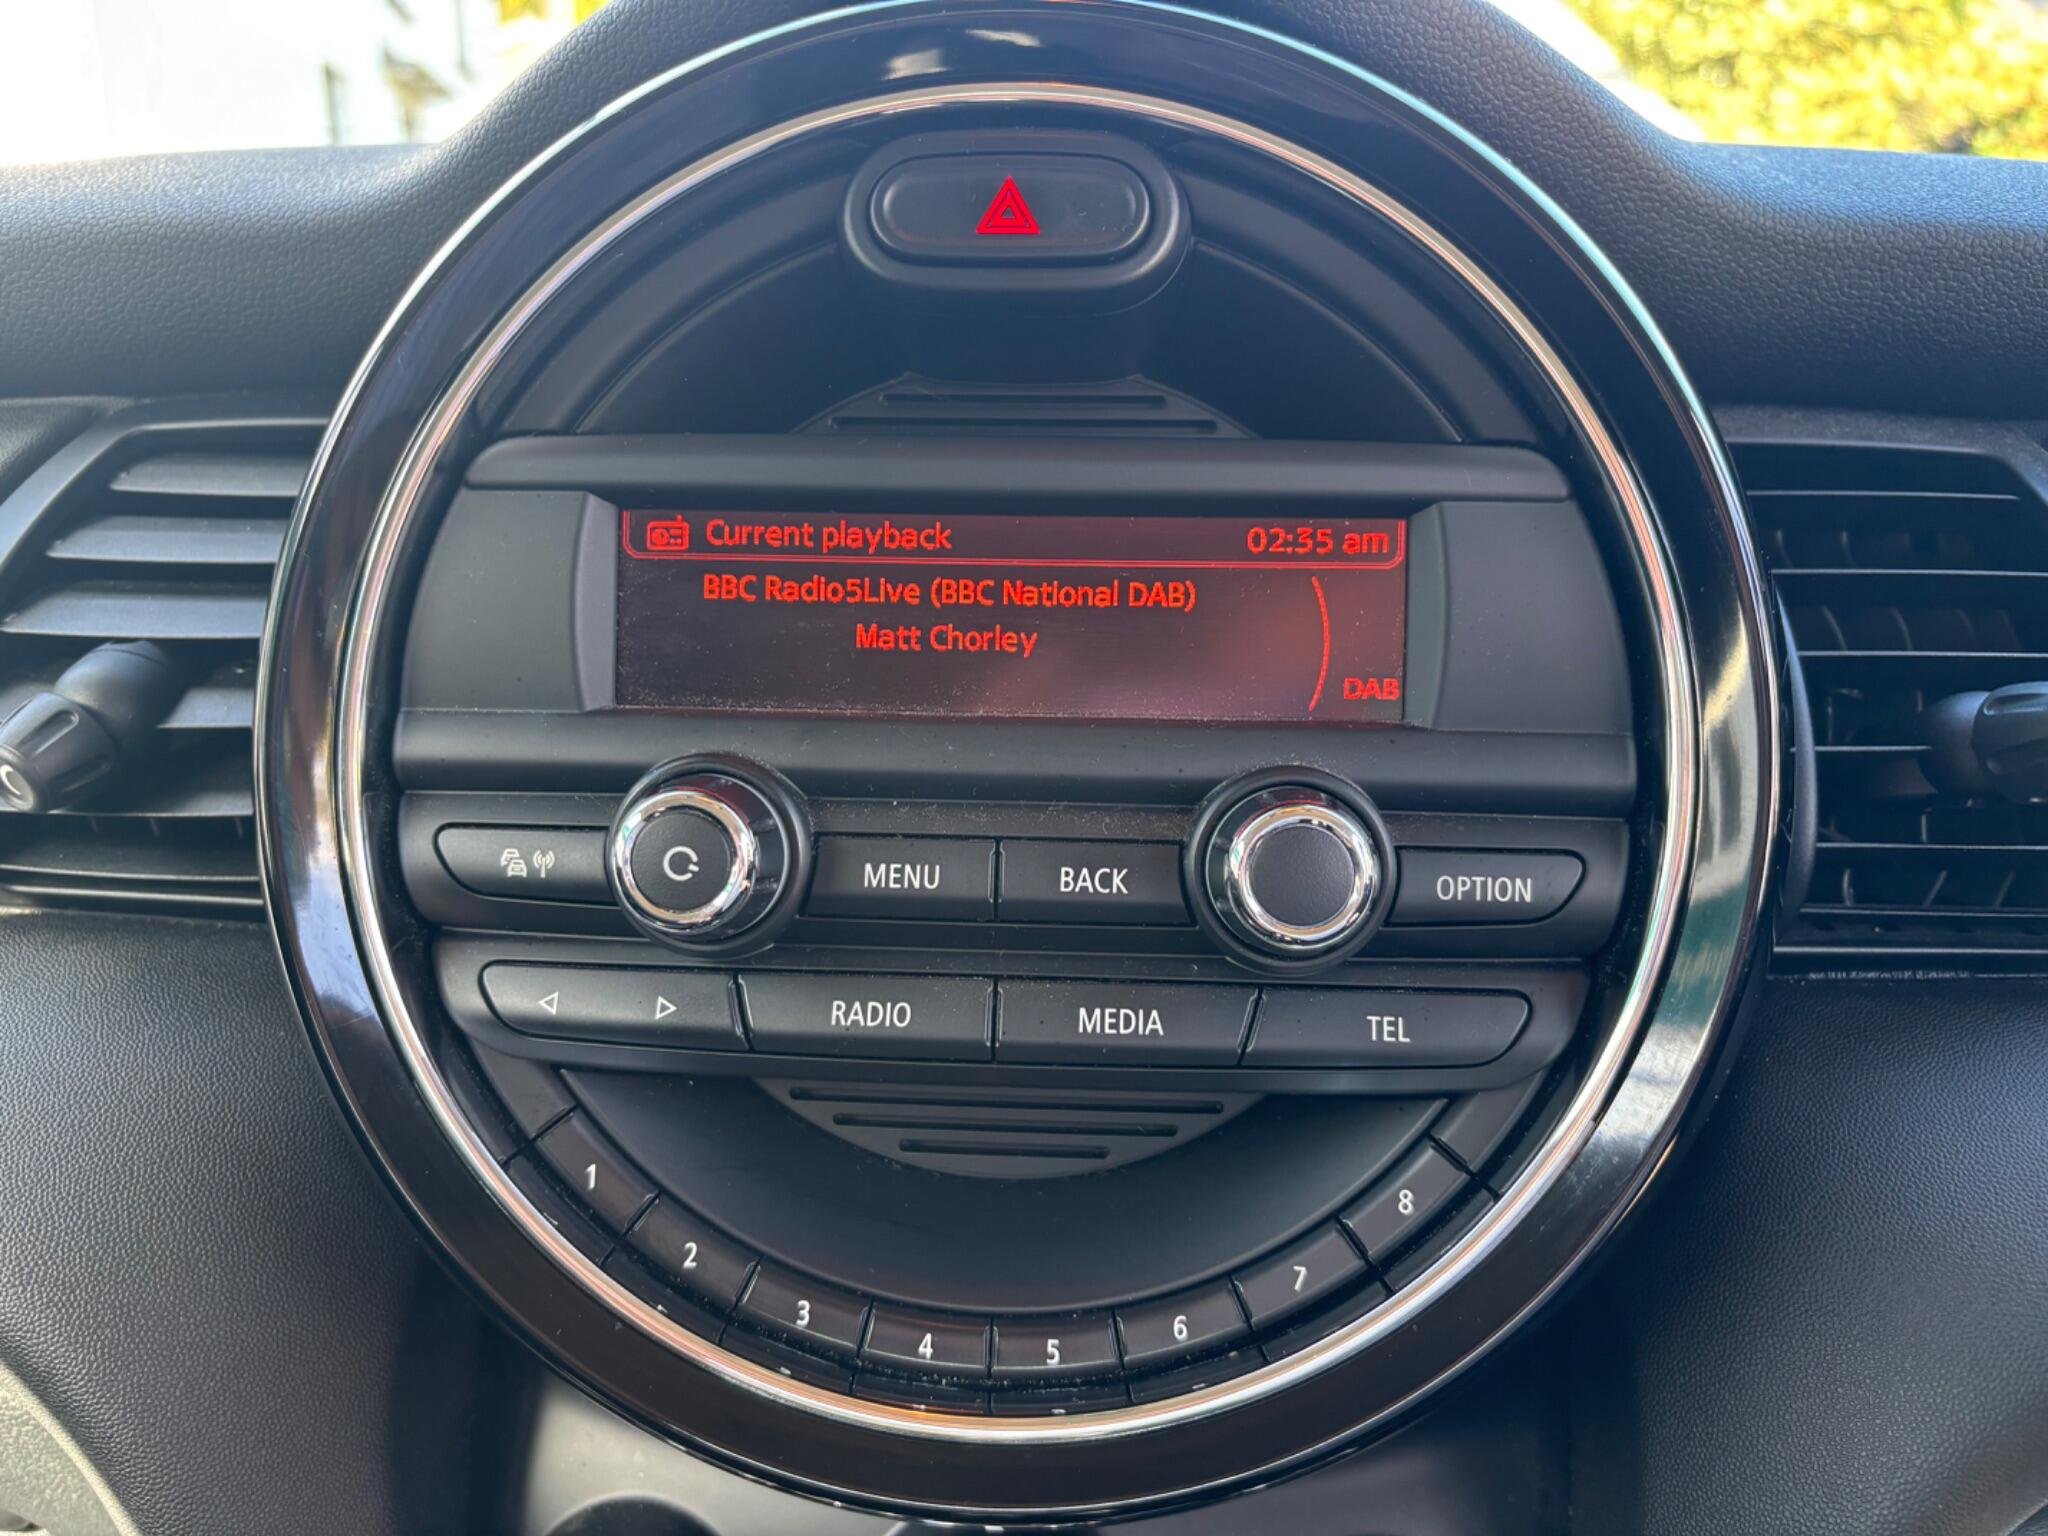 Current playback 02:35 am
BBC Radio5Live (BBC National DAB)
Matt Chorley
DAB
MENU BACK OPTION
RADIO MEDIA TEL
1 2 3 4 5 6 7 8